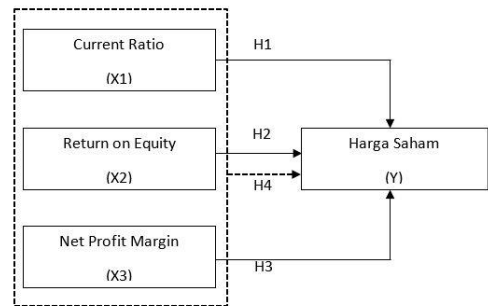 Current Ratio
(X1)
H1
Return on Equity
(X2)
H2
H4
Harga Saham
(Y)
Net Profit Margin
(X3)
H3